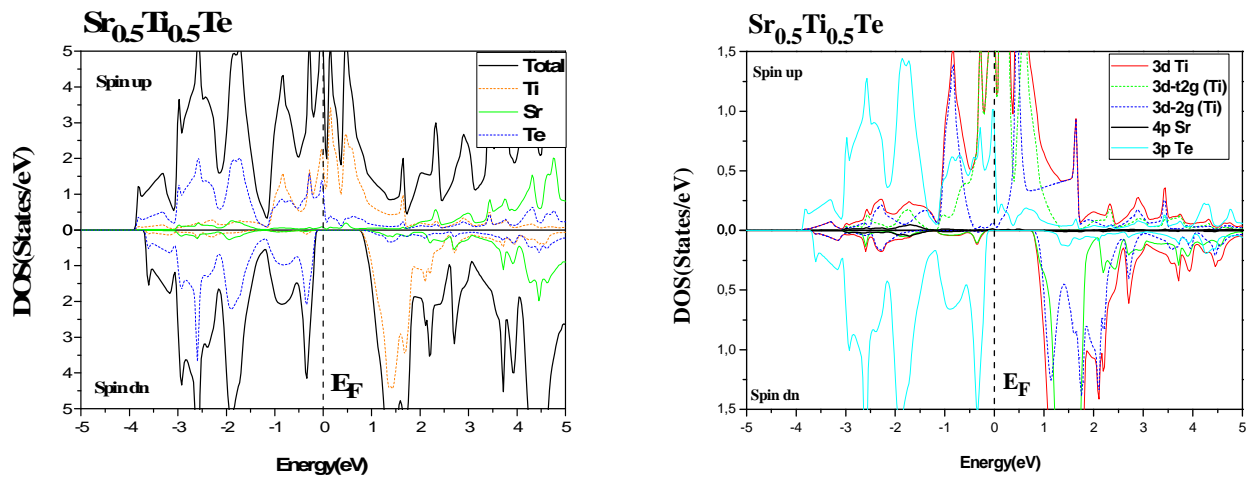 Sr0.5Ti0.5Te
5
4
3
2
1
0
1
2
3
4
5
DOS(States/eV)
Spin up
Spin dn
Total
Ti
Sr
Te
EF
-5 -4 -3 -2 -1 0 1 2 3 4 5
Energy(eV)
Sr0.5Ti0.5Te
1,5
1,0
0,5
0,0
0,5
1,0
1,5
DOS(States/eV)
Spin up
Spin dn
3d Ti
3d-t2g (Ti)
3d-2g (Ti)
4p Sr
3p Te
EF
-5 -4 -3 -2 -1 0 1 2 3 4 5
Energy(eV)